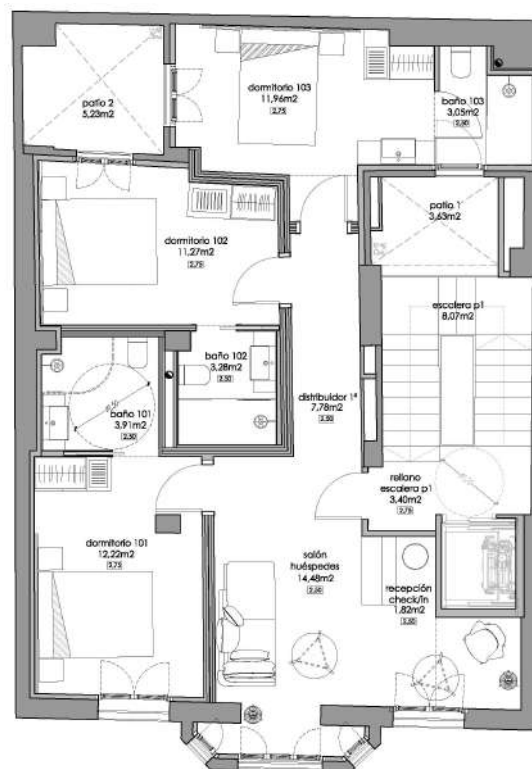 dormitorio 103
11,96m2
2,75
baño 103
3,05m2
2,50
patio 2
5,23m2
patio 1
3,63m2
dormitorio 102
11,27m2
2,75
escalera p1
8,07m2
baño 102
3,28m2
2,50
baño 101
3,91m2
2,50
distribuidor 1ª
7,78m2
2,50
rellano
escalera p1
3,40m2
2,75
dormitorio 101
12,22m2
2,75
salón
huéspedes
14,48m2
2,50
recepción
check/in
1,82m2
2,50